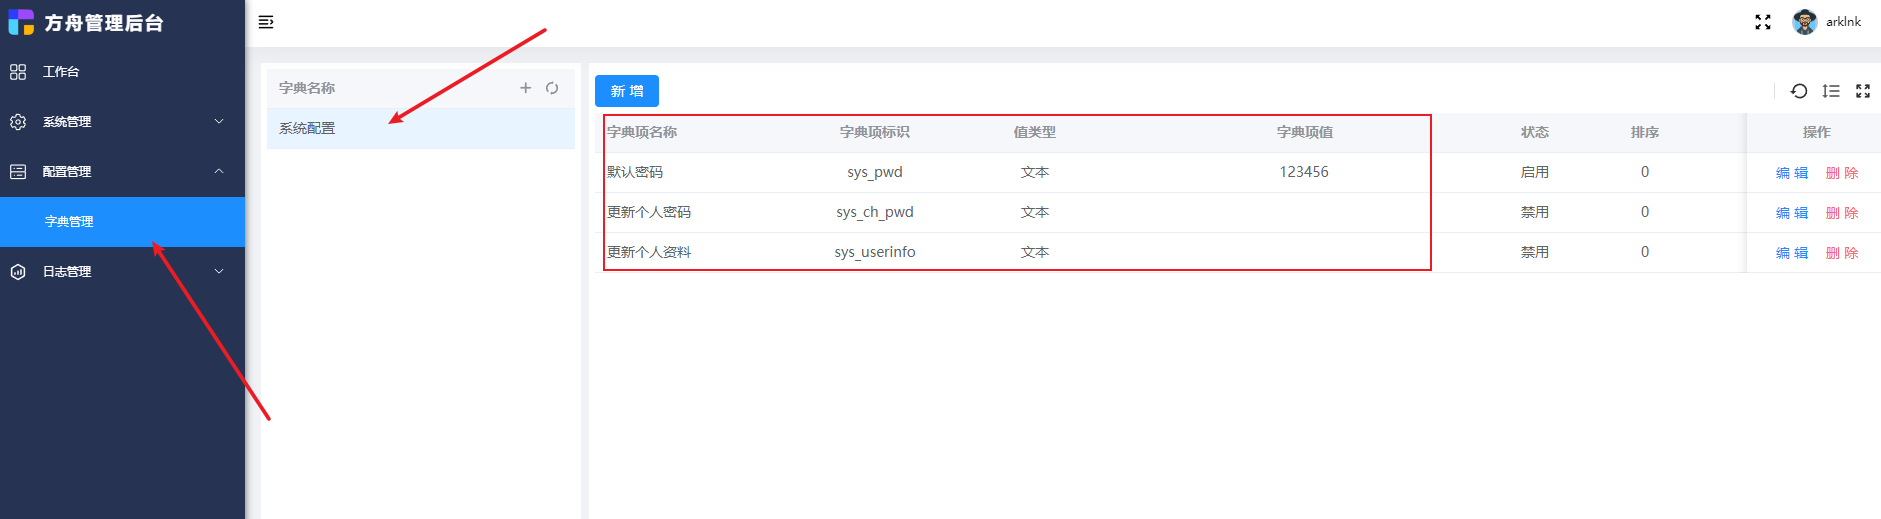 方舟管理后台
arklnk
工作台
系统管理
配置管理
字典管理
日志管理
字典名称
系统配置
新 增
字典项名称 字典项标识 值类型 字典项值 状态 排序 操作
默认密码 sys_pwd 文本 123456 启用 0 编 辑 删 除
更新个人密码 sys_ch_pwd 文本 禁用 0 编 辑 删 除
更新个人资料 sys_userinfo 文本 禁用 0 编 辑 删 除